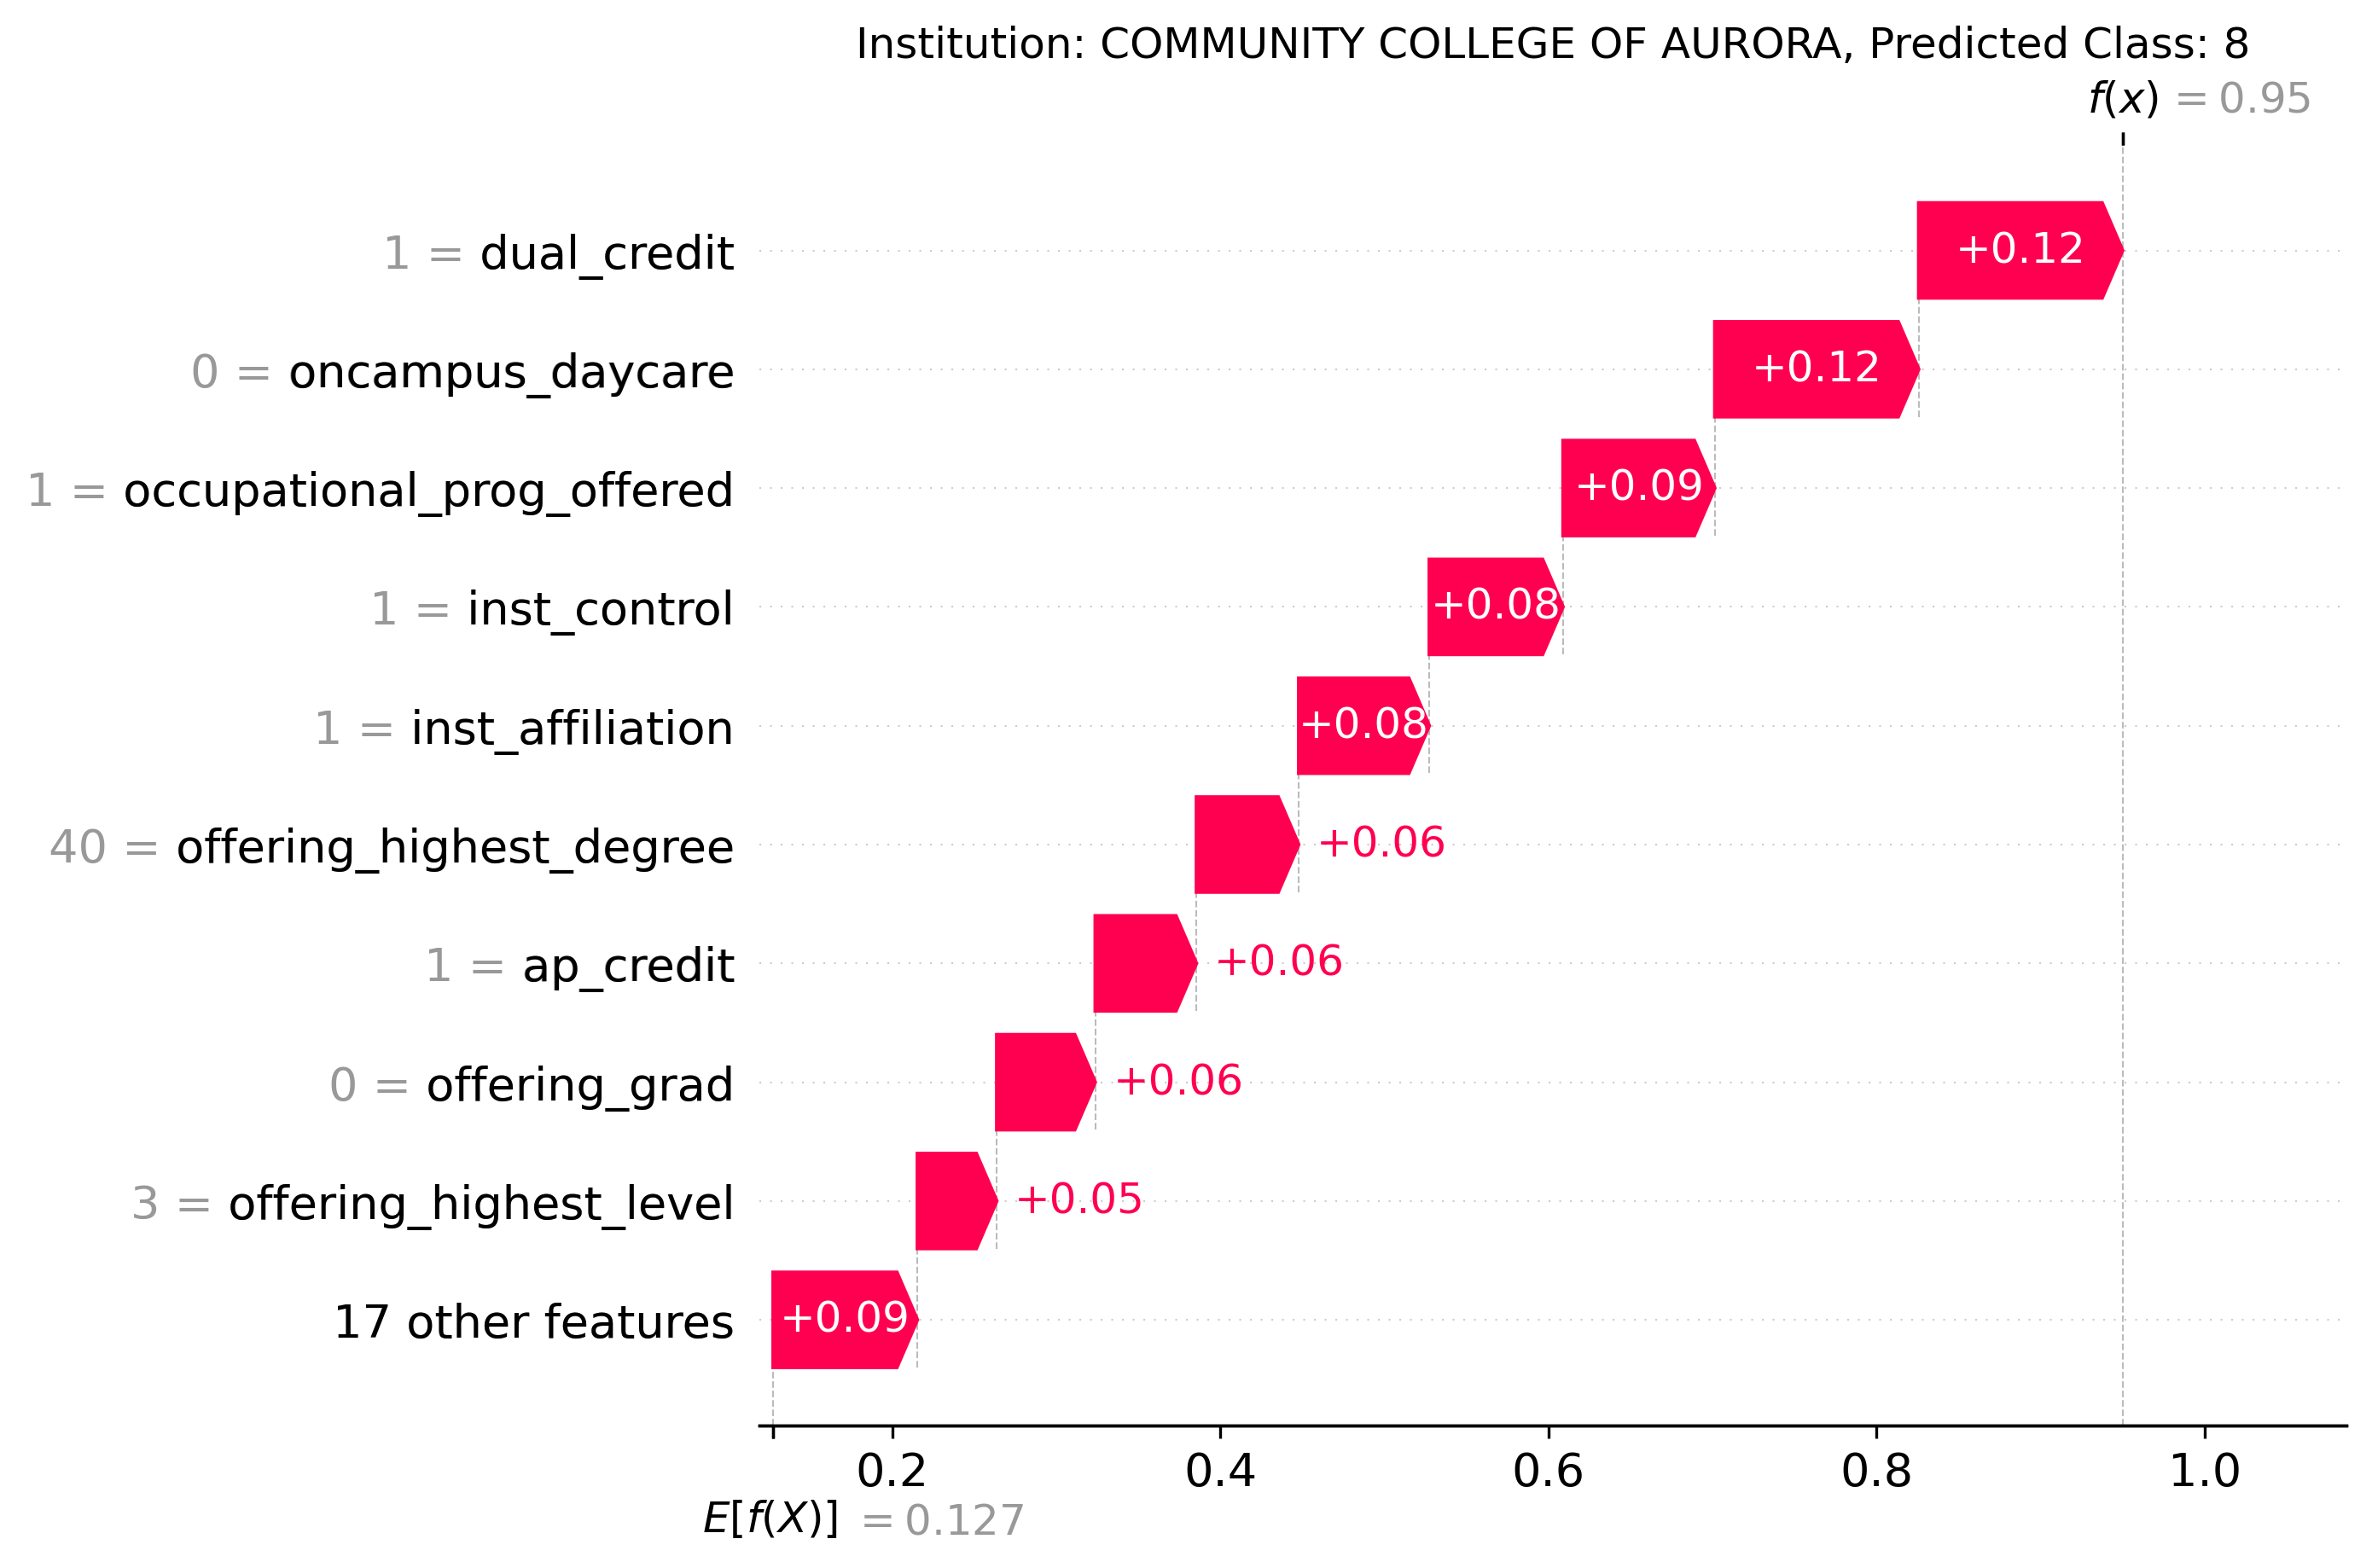 Institution: COMMUNITY COLLEGE OF AURORA, Predicted Class: 8
f(x) = 0.95
1 = dual_credit +0.12
0 = oncampus_daycare +0.12
1 = occupational_prog_offered +0.09
1 = inst_control +0.08
1 = inst_affiliation +0.08
40 = offering_highest_degree +0.06
1 = ap_credit +0.06
0 = offering_grad +0.06
3 = offering_highest_level +0.05
17 other features +0.09
0.2 0.4 0.6 0.8 1.0
E[f(X)] = 0.127